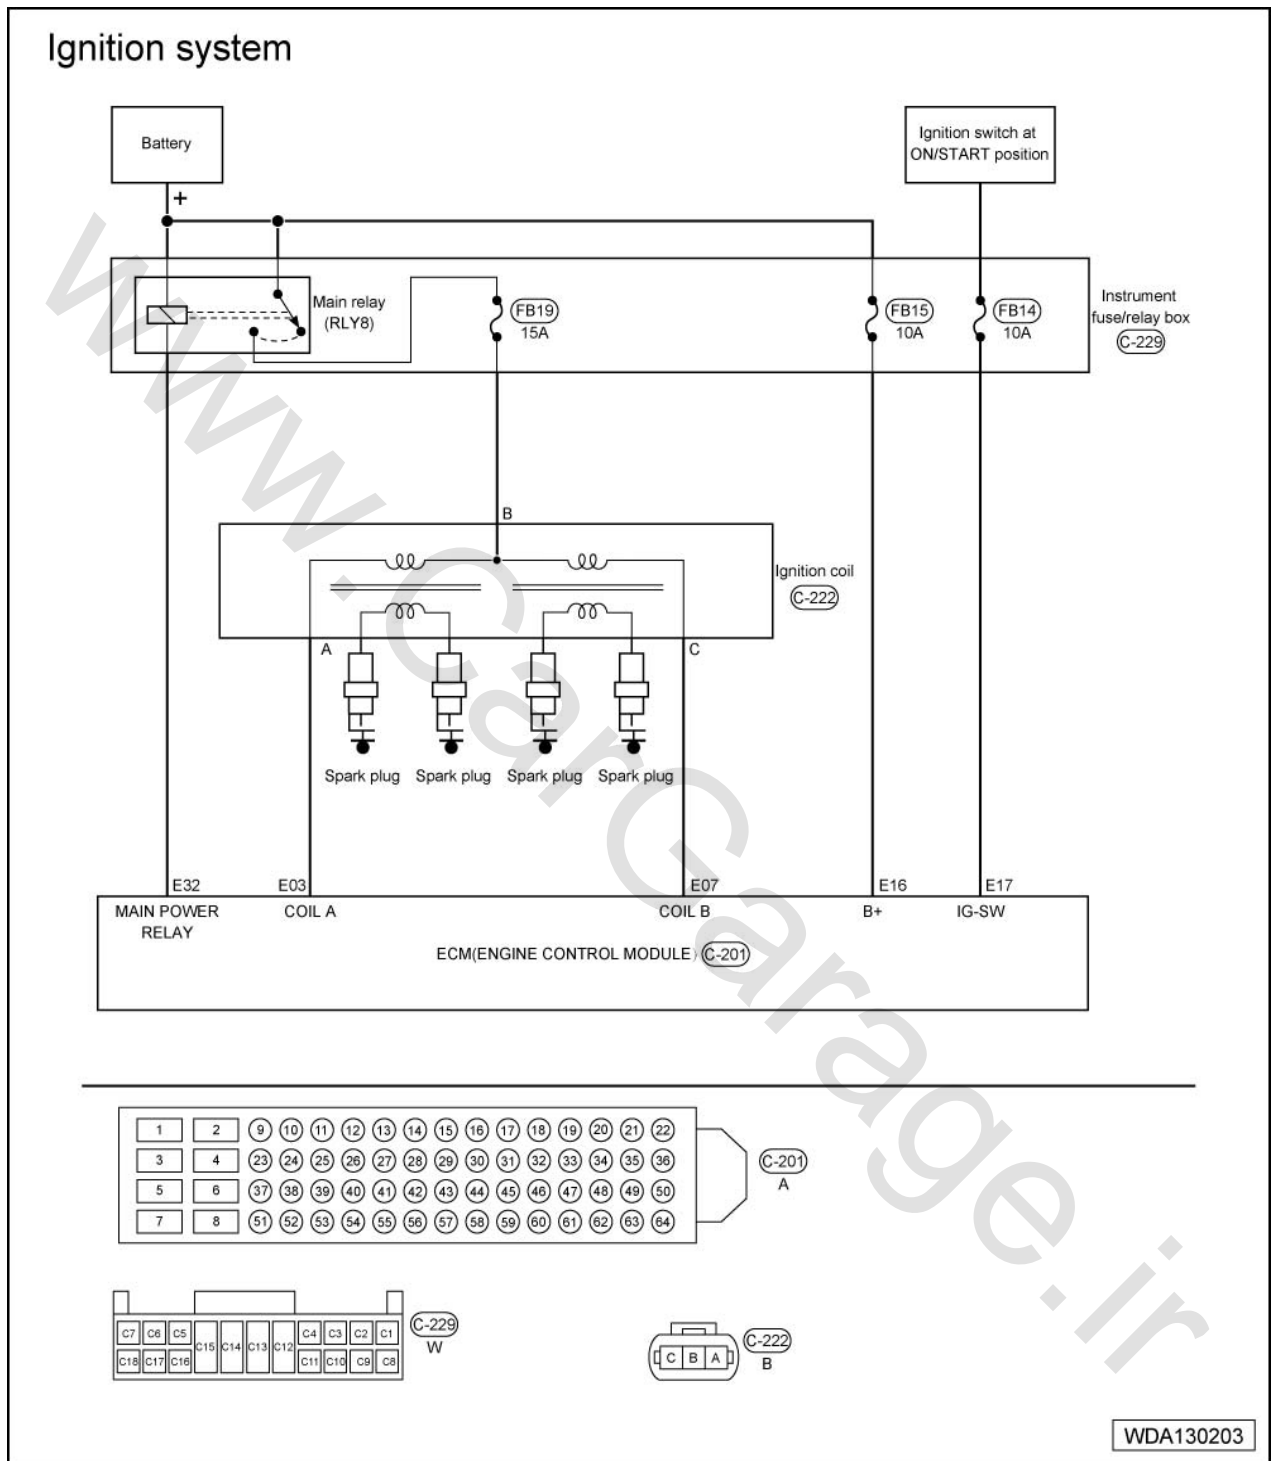 Ignition system
Battery
Ignition switch at
ON/START position
+
Main relay
(RLY8)
FB19
15A
FB15
10A
FB14
10A
Instrument
fuse/relay box
C-229
B
Ignition coil
C-222
A
C
Spark plug Spark plug Spark plug Spark plug
E32 E03 E07 E16 E17
MAIN POWER
RELAY
COIL A COIL B B+ IG-SW
ECM(ENGINE CONTROL MODULE) C-201
1 2 9 10 11 12 13 14 15 16 17 18 19 20 21 22
3 4 23 24 25 26 27 28 29 30 31 32 33 34 35 36
5 6 37 38 39 40 41 42 43 44 45 46 47 48 49 50
7 8 51 52 53 54 55 56 57 58 59 60 61 62 63 64
C-201
A
C7 C6 C5 C4 C3 C2 C1
C15 C14 C13 C12
C18 C17 C16 C11 C10 C9 C8
C-229
W
C B A
C-222
B
WDA130203
www.CarGarage.ir